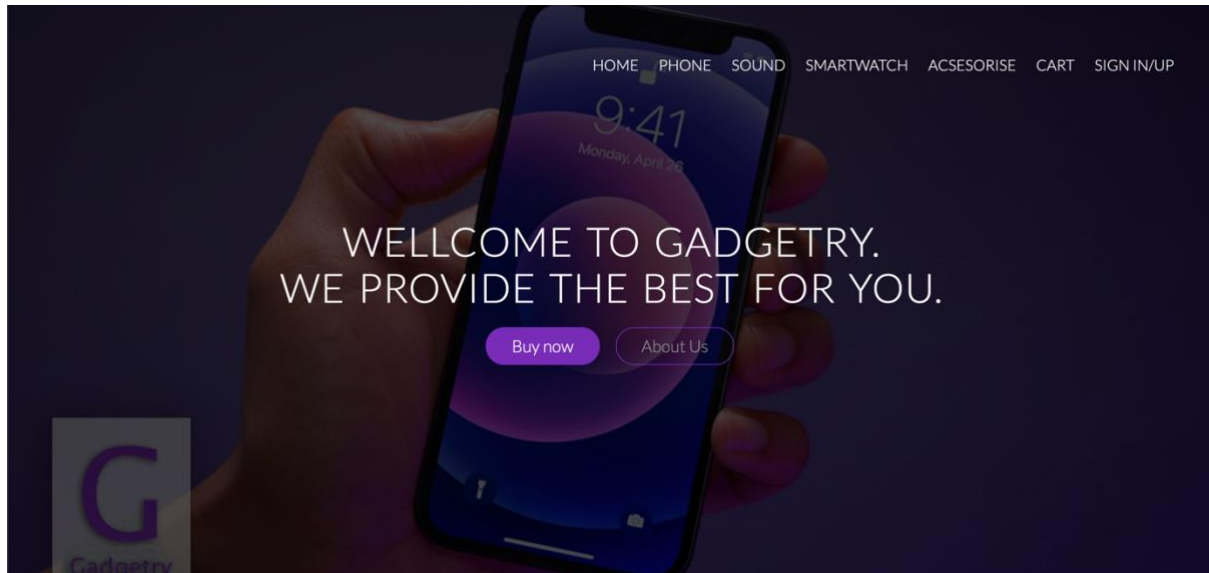 HOME PHONE SOUND SMARTWATCH ACSESORISE CART SIGN IN/UP
9:41
Monday, April 26
WELLCOME TO GADGETRY.
WE PROVIDE THE BEST FOR YOU.
Buy now About Us
G
Gadgetry